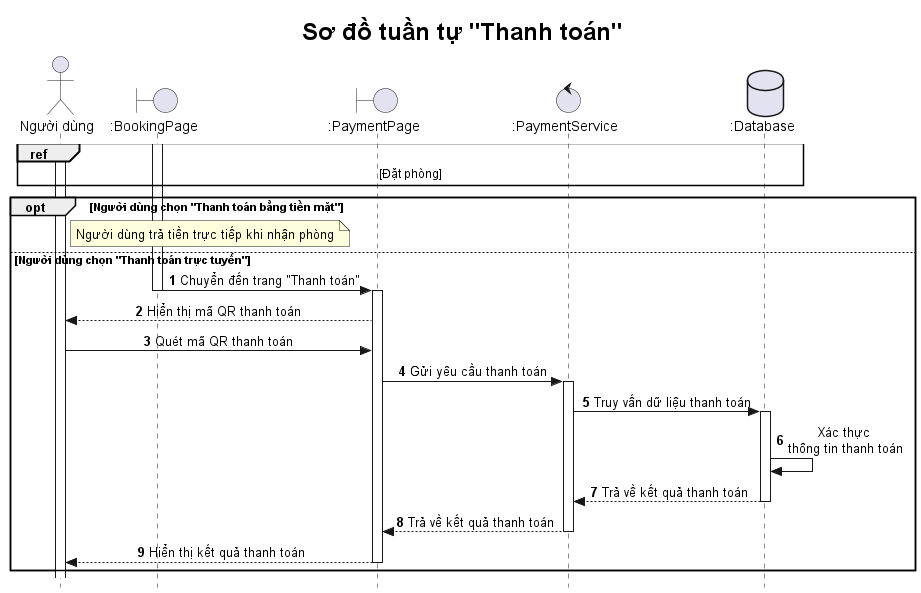 Sơ đồ tuần tự "Thanh toán"
Người dùng
:BookingPage
:PaymentPage
:PaymentService
:Database
ref
[Đặt phòng]
opt
[Người dùng chọn "Thanh toán bằng tiền mặt"]
Người dùng trả tiền trực tiếp khi nhận phòng
[Người dùng chọn "Thanh toán trực tuyến"]
1 Chuyển đến trang "Thanh toán"
2 Hiển thị mã QR thanh toán
3 Quét mã QR thanh toán
4 Gửi yêu cầu thanh toán
5 Truy vấn dữ liệu thanh toán
6 Xác thực
thông tin thanh toán
7 Trả về kết quả thanh toán
8 Trả về kết quả thanh toán
9 Hiển thị kết quả thanh toán